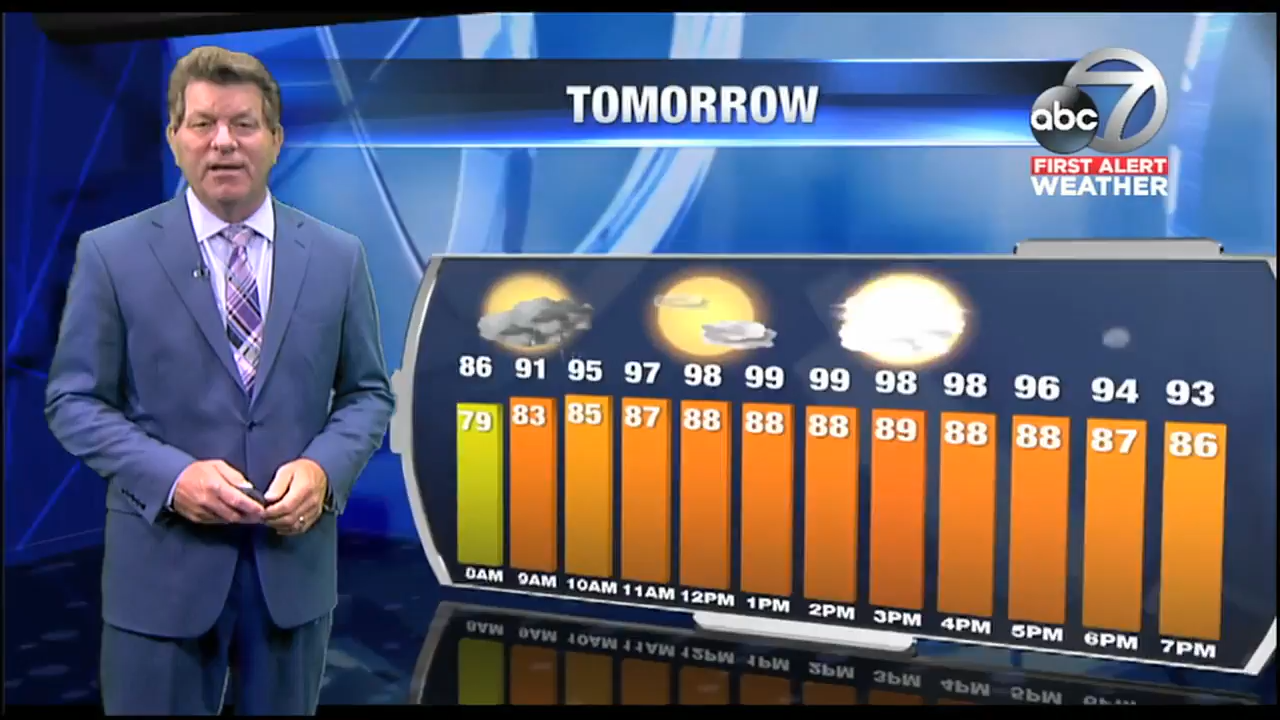 TOMORROW
abc 7
FIRST ALERT
WEATHER
86 91 95 97 98 99 99 98 98 96 94 93
79 83 85 87 88 88 88 89 88 88 87 86
8AM 9AM 10AM 11AM 12PM 1PM 2PM 3PM 4PM 5PM 6PM 7PM